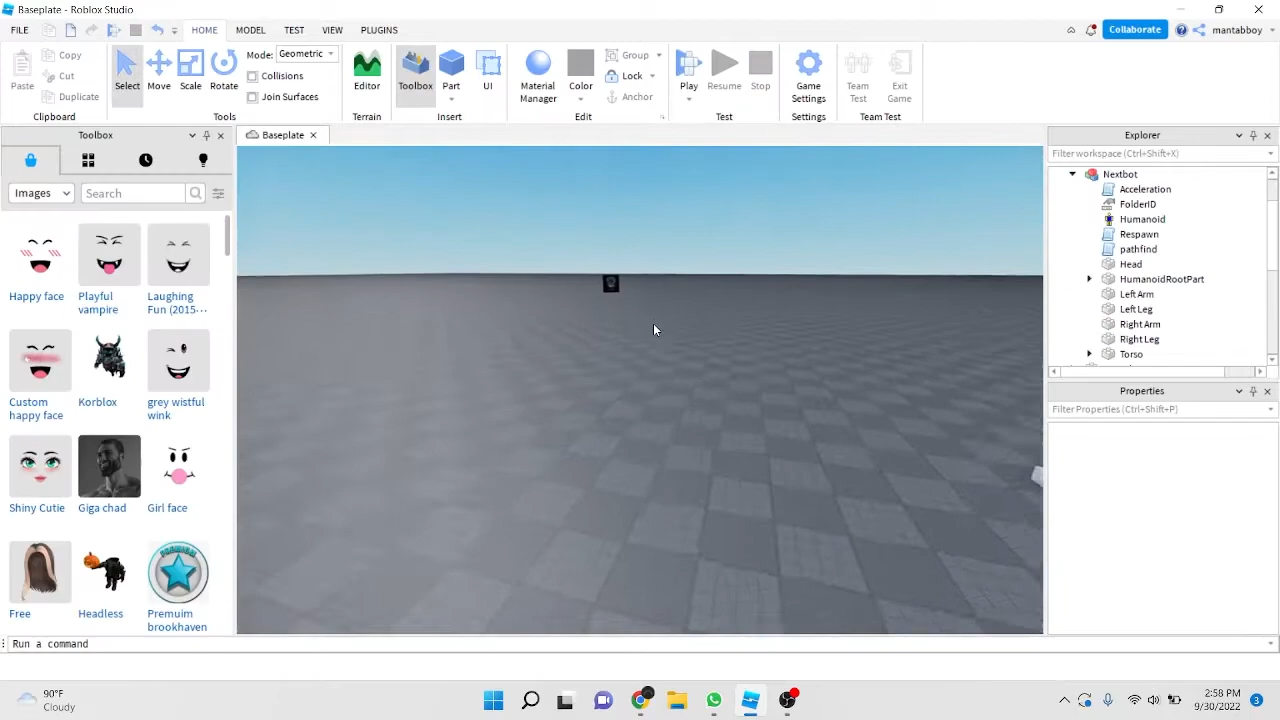 Baseplate - Roblox Studio
FILE
HOME
MODEL
TEST
VIEW
PLUGINS
Collaborate
mantabboy
Paste
Copy
Cut
Duplicate
Clipboard
Select
Move
Scale
Rotate
Mode:
Geometric
Collisions
Join Surfaces
Tools
Editor
Terrain
Toolbox
Part
UI
Insert
Material
Manager
Color
Group
Lock
Anchor
Edit
Play
Resume
Stop
Test
Game
Settings
Settings
Team
Test
Exit
Game
Team Test
Toolbox
Images
Search
Happy face
Playful
vampire
Laughing
Fun (2015···
Custom
happy face
Korblox
grey wistful
wink
Shiny Cutie
Giga chad
Girl face
PREMIUM
Free
Headless
Premuim
brookhaven
Baseplate
Explorer
Filter workspace (Ctrl+Shift+X)
Nextbot
Acceleration
FolderID
Humanoid
Respawn
pathfind
Head
HumanoidRootPart
Left Arm
Left Leg
Right Arm
Right Leg
Torso
Properties
Filter Properties (Ctrl+Shift+P)
Run a command
90°F
Cloudy
2:58 PM
9/30/2022
3